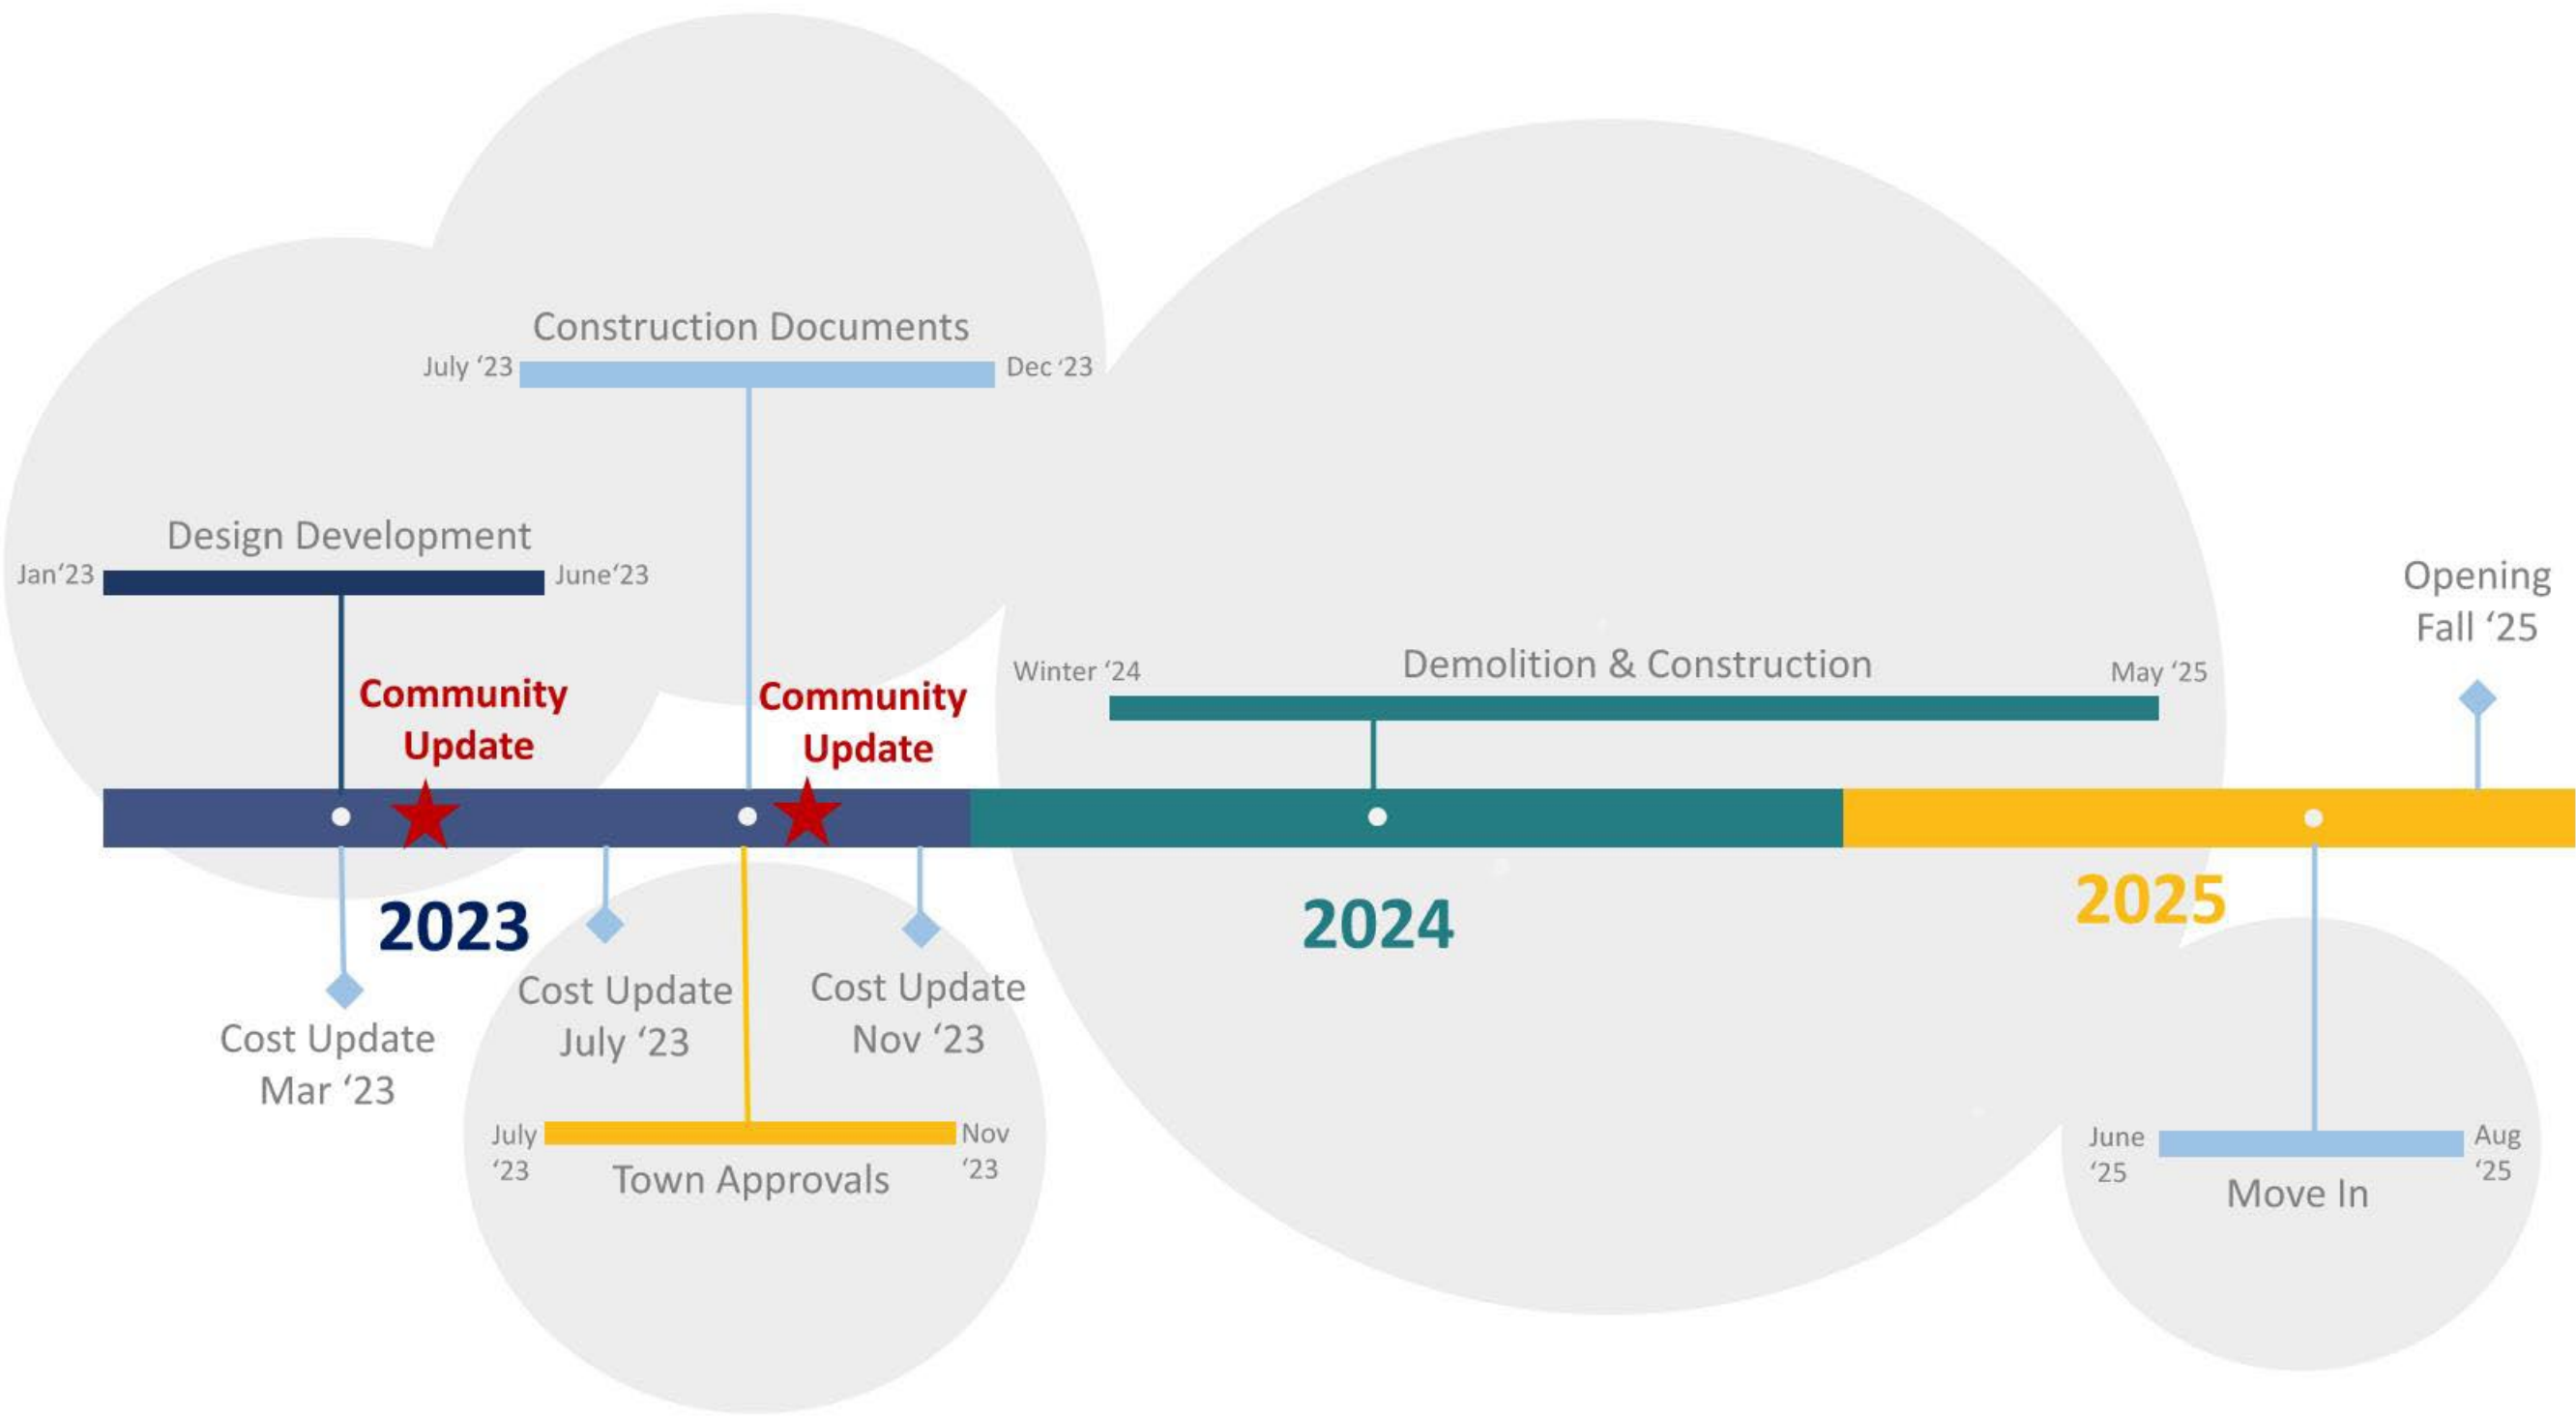 Construction Documents
July ‘23
Dec ‘23
Design Development
Jan‘23
June‘23
Community
Update
Community
Update
Winter ‘24
Demolition & Construction
May ‘25
Opening
Fall ‘25
2023
2024
2025
Cost Update
Mar ‘23
Cost Update
July ‘23
Cost Update
Nov ‘23
July
‘23
Town Approvals
Nov
‘23
June
‘25
Move In
Aug
‘25